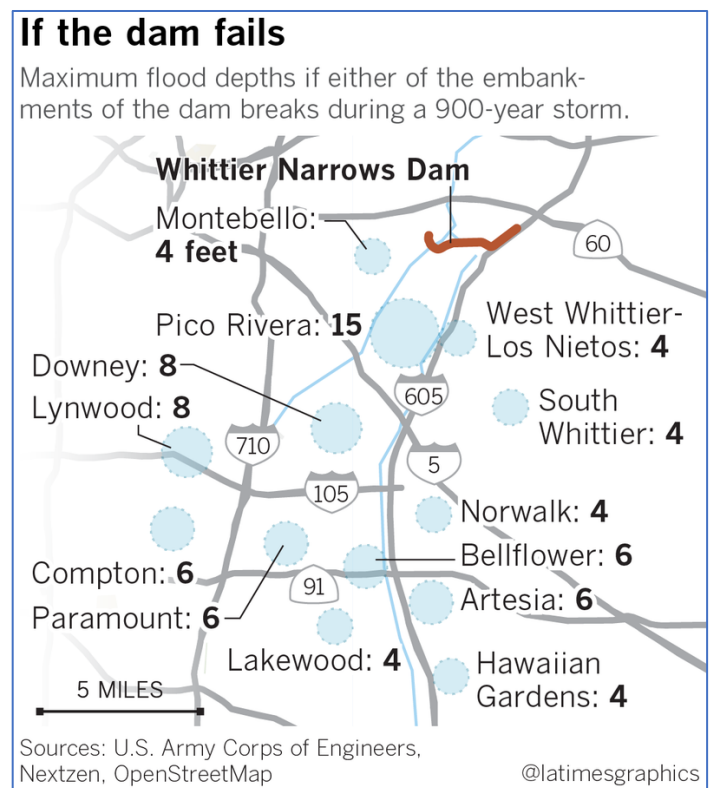 If the dam fails
Maximum flood depths if either of the embank-
ments of the dam breaks during a 900-year storm.
Whittier Narrows Dam
Montebello:
4 feet
60
Pico Rivera: 15
West Whittier-
Los Nietos: 4
Downey: 8
Lynwood: 8
605
South
Whittier: 4
710
5
105
Norwalk: 4
Bellflower: 6
Compton: 6
91
Artesia: 6
Paramount: 6
Lakewood: 4
Hawaiian
Gardens: 4
5 MILES
Sources: U.S. Army Corps of Engineers,
Nextzen, OpenStreetMap
@latimesgraphics